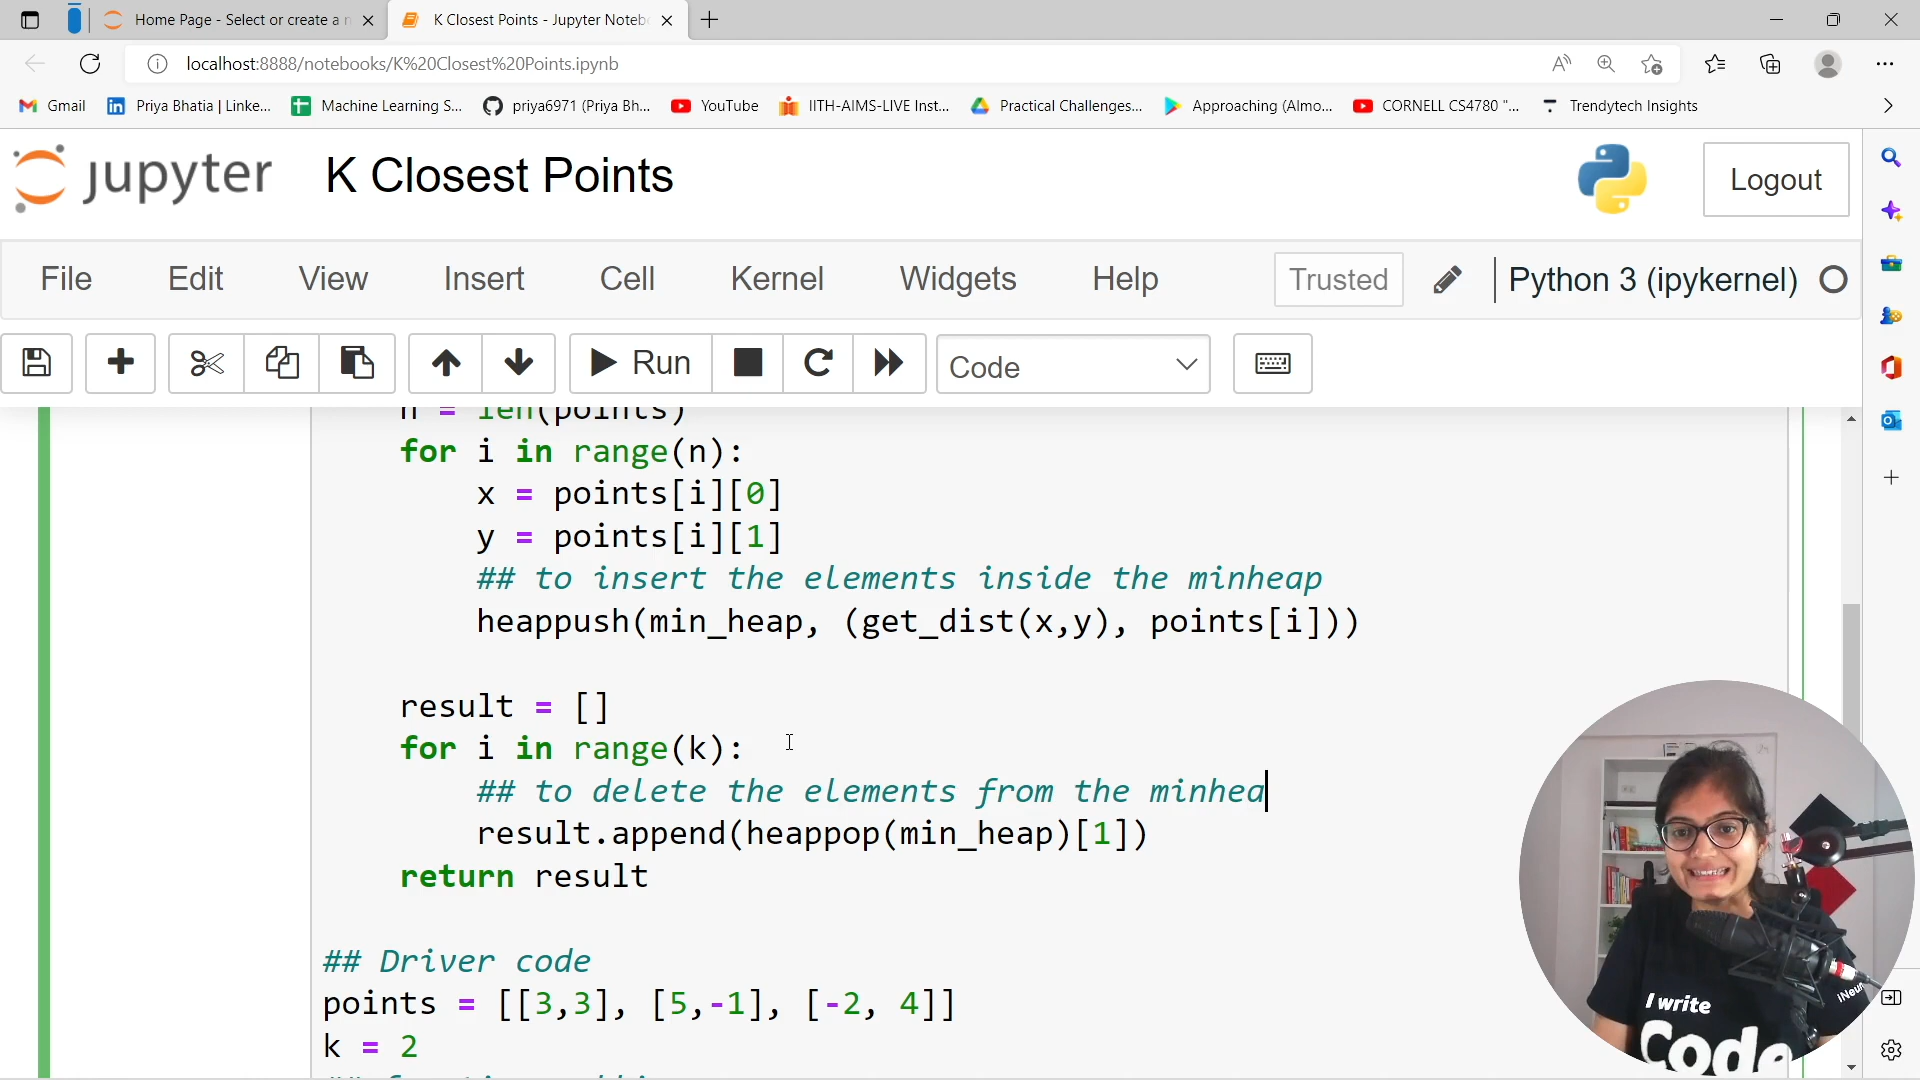 Home Page - Select or create a n
K Closest Points - Jupyter Noteb
localhost:8888/notebooks/K%20Closest%20Points.ipynb
Gmail
Priya Bhatia | Linke...
Machine Learning S...
priya6971 (Priya Bh...
YouTube
IITH-AIMS-LIVE Inst...
Practical Challenges...
Approaching (Almo...
CORNELL CS4780 "...
Trendytech Insights
jupyter
K Closest Points
Logout
File Edit View Insert Cell Kernel Widgets Help
Trusted
Python 3 (ipykernel)
Run
Code
n = len(points)
for i in range(n):
x = points[i][0]
y = points[i][1]
## to insert the elements inside the minheap
heappush(min_heap, (get_dist(x,y), points[i]))
result = []
for i in range(k):
## to delete the elements from the minhea
result.append(heappop(min_heap)[1])
return result
## Driver code
points = [[3,3], [5,-1], [-2, 4]]
k = 2
I write
Code
iNeur